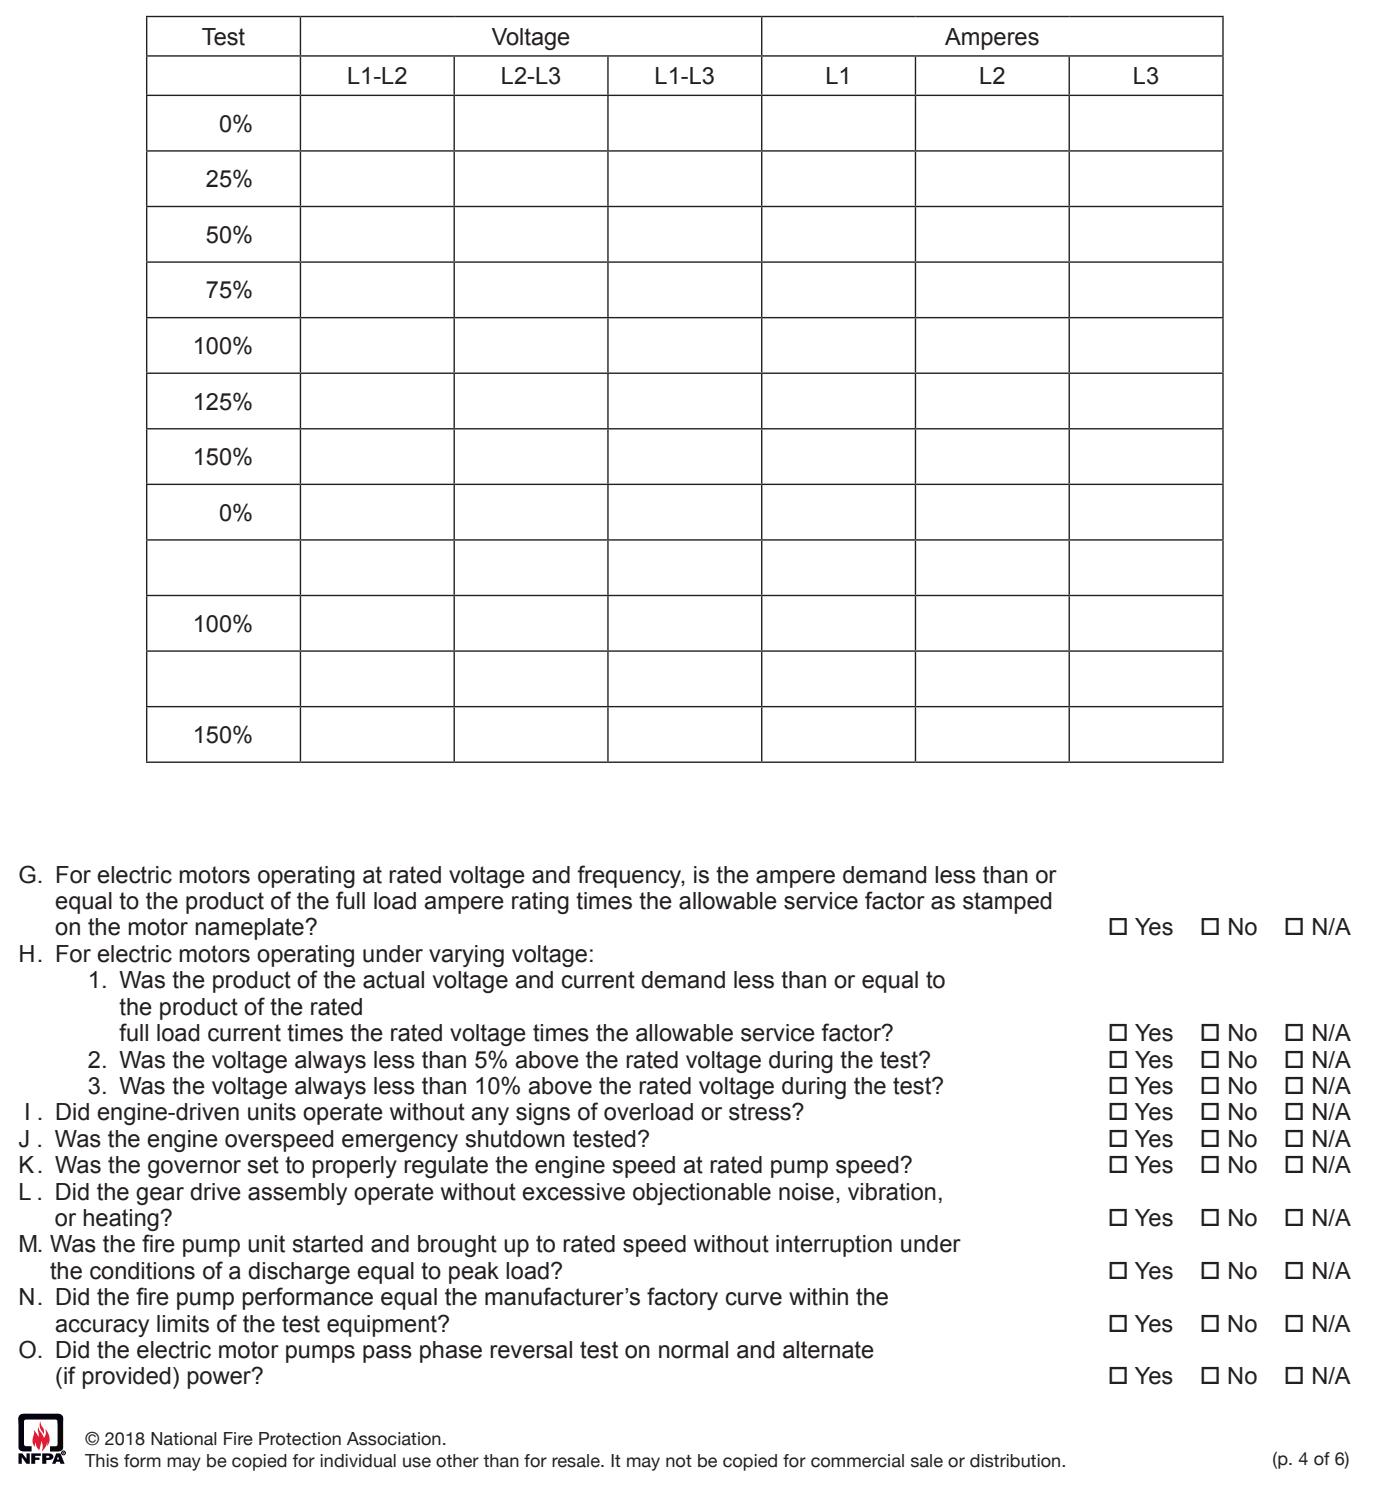 Test Voltage Amperes
L1-L2 L2-L3 L1-L3 L1 L2 L3
0%
25%
50%
75%
100%
125%
150%
0%
100%
150%
G. For electric motors operating at rated voltage and frequency, is the ampere demand less than or
equal to the product of the full load ampere rating times the allowable service factor as stamped
on the motor nameplate? ☐ Yes ☐ No ☐ N/A
H. For electric motors operating under varying voltage:
1. Was the product of the actual voltage and current demand less than or equal to
the product of the rated
full load current times the rated voltage times the allowable service factor? ☐ Yes ☐ No ☐ N/A
2. Was the voltage always less than 5% above the rated voltage during the test? ☐ Yes ☐ No ☐ N/A
3. Was the voltage always less than 10% above the rated voltage during the test? ☐ Yes ☐ No ☐ N/A
I . Did engine-driven units operate without any signs of overload or stress? ☐ Yes ☐ No ☐ N/A
J . Was the engine overspeed emergency shutdown tested? ☐ Yes ☐ No ☐ N/A
K. Was the governor set to properly regulate the engine speed at rated pump speed? ☐ Yes ☐ No ☐ N/A
L . Did the gear drive assembly operate without excessive objectionable noise, vibration,
or heating? ☐ Yes ☐ No ☐ N/A
M. Was the fire pump unit started and brought up to rated speed without interruption under
the conditions of a discharge equal to peak load? ☐ Yes ☐ No ☐ N/A
N. Did the fire pump performance equal the manufacturer’s factory curve within the
accuracy limits of the test equipment? ☐ Yes ☐ No ☐ N/A
O. Did the electric motor pumps pass phase reversal test on normal and alternate
(if provided) power? ☐ Yes ☐ No ☐ N/A
NFPA®
© 2018 National Fire Protection Association.
This form may be copied for individual use other than for resale. It may not be copied for commercial sale or distribution. (p. 4 of 6)